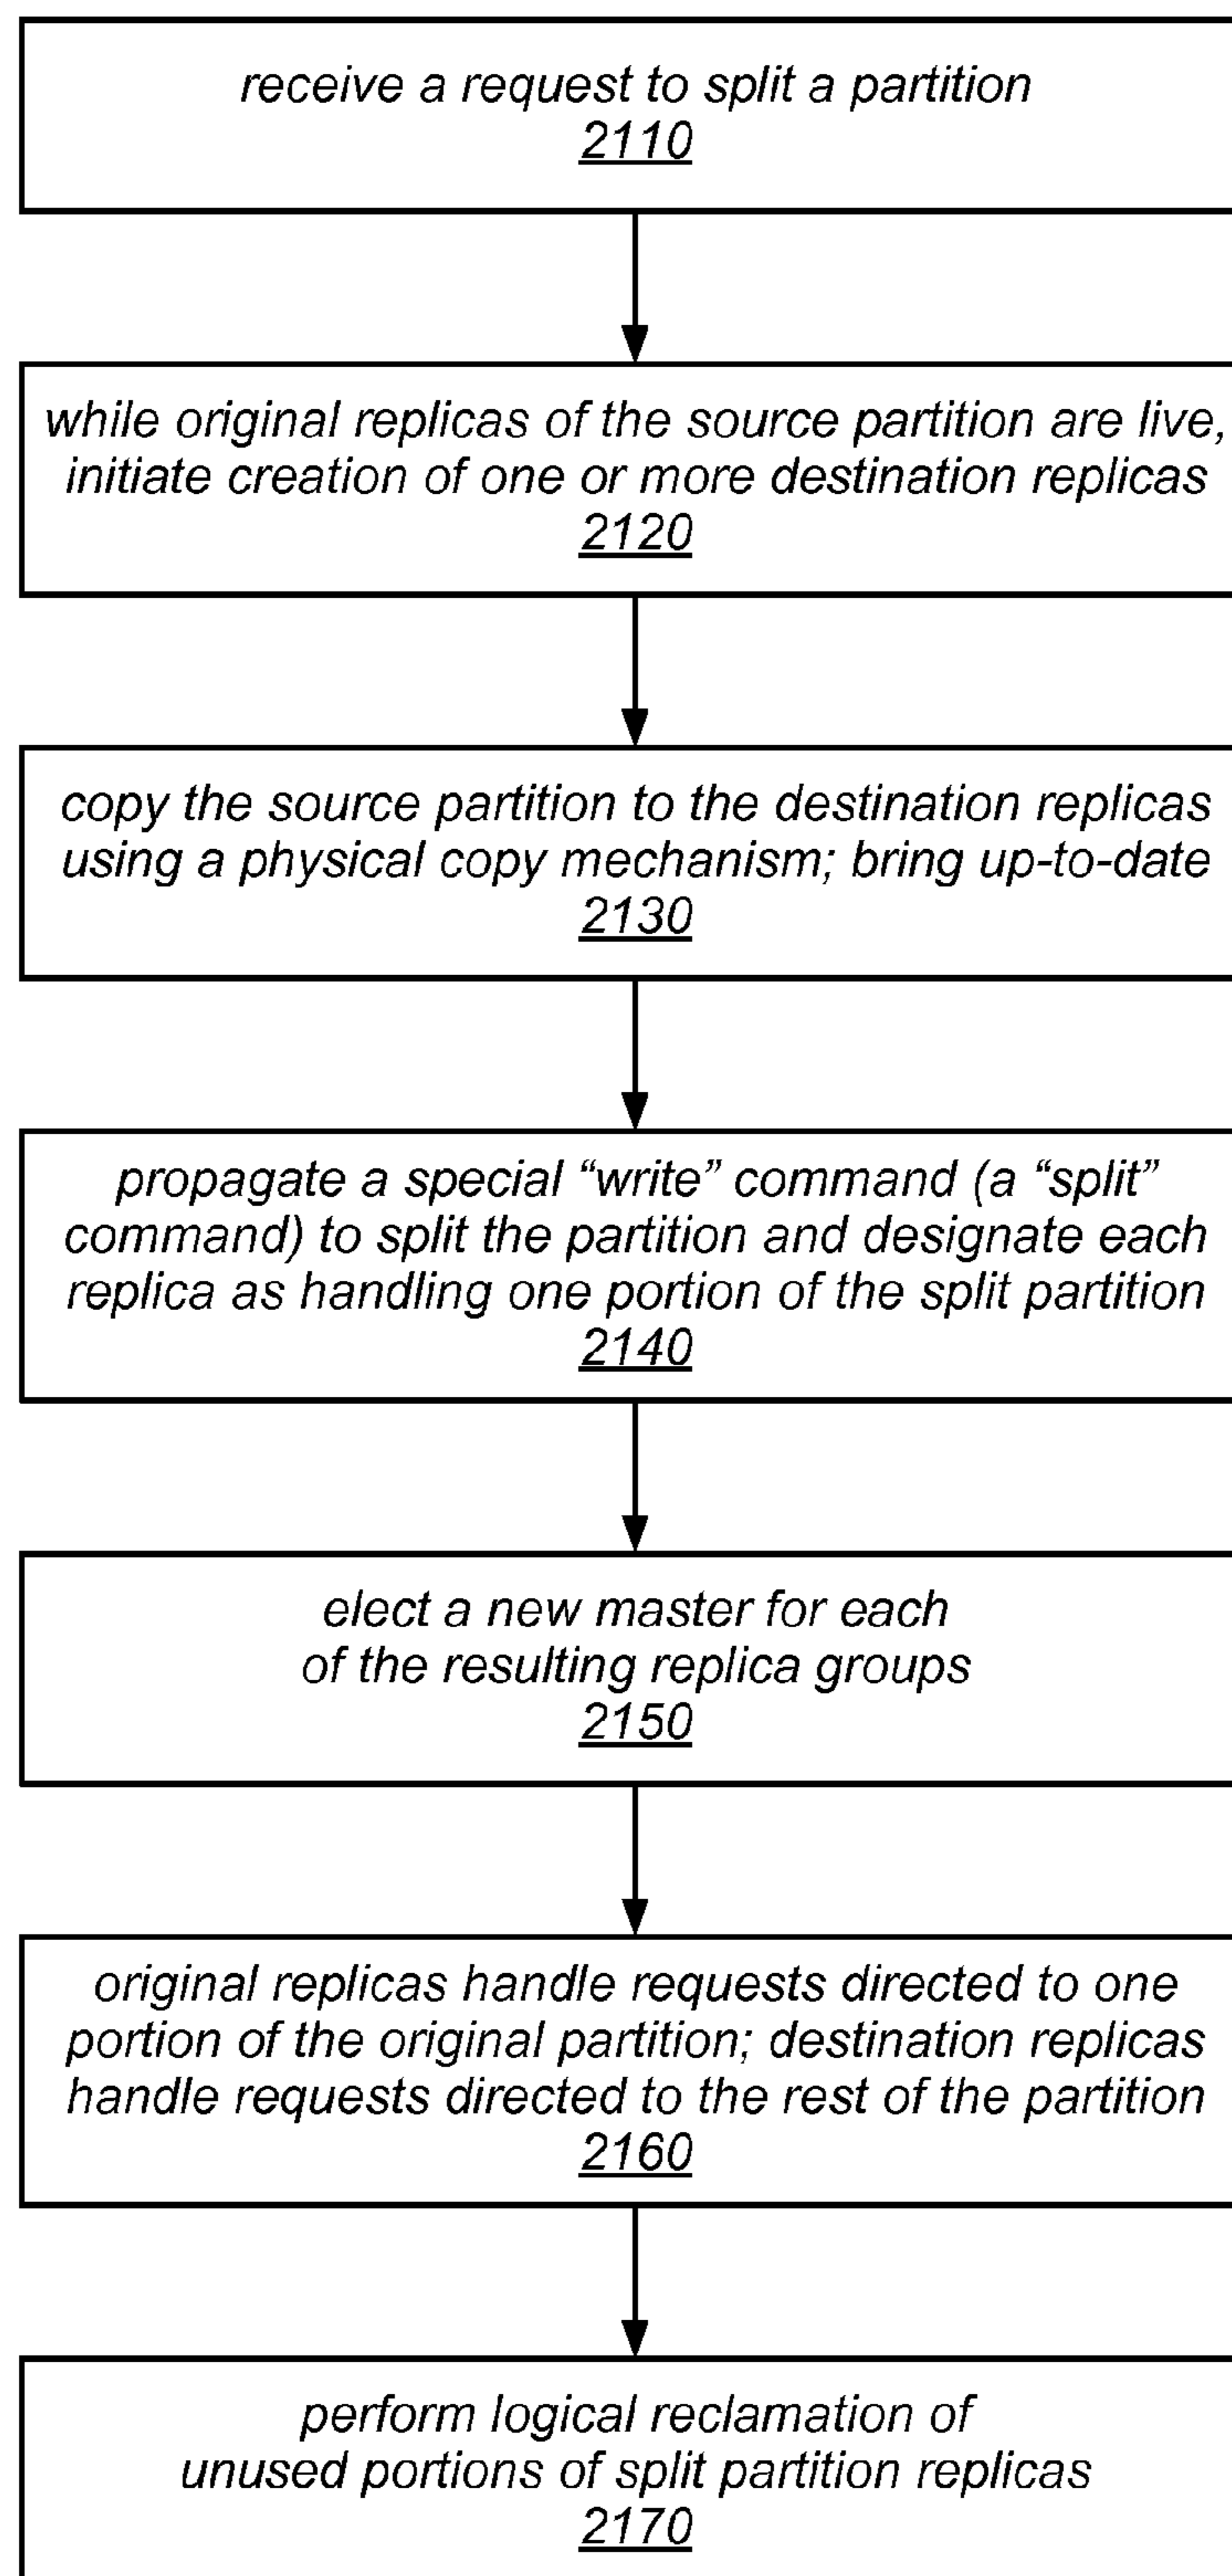 receive a request to split a partition
2110
while original replicas of the source partition are live,
initiate creation of one or more destination replicas
2120
copy the source partition to the destination replicas
using a physical copy mechanism; bring up-to-date
2130
propagate a special “write” command (a “split”
command) to split the partition and designate each
replica as handling one portion of the split partition
2140
elect a new master for each
of the resulting replica groups
2150
original replicas handle requests directed to one
portion of the original partition; destination replicas
handle requests directed to the rest of the partition
2160
perform logical reclamation of
unused portions of split partition replicas
2170